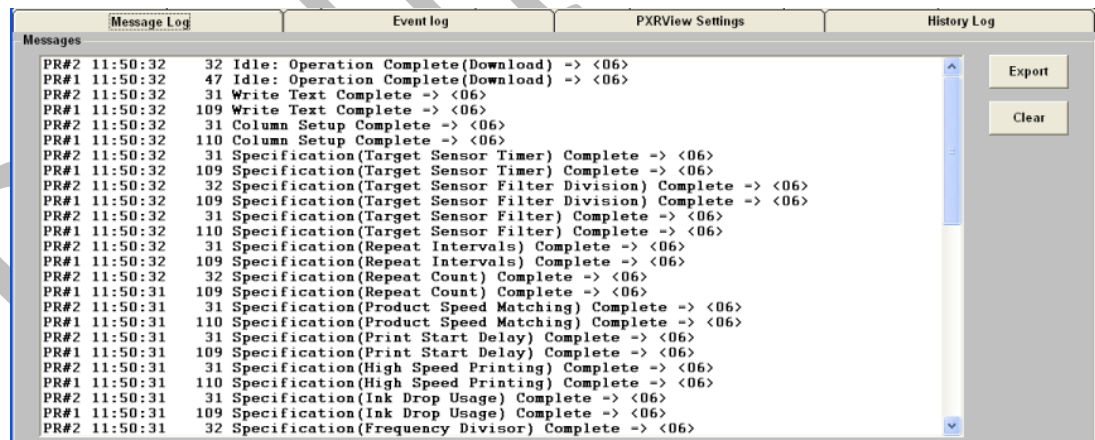 Message Log Event log PXRView Settings History Log
Messages
PR#2 11:50:32 32 Idle: Operation Complete(Download) => <06>
PR#1 11:50:32 47 Idle: Operation Complete(Download) => <06>
PR#2 11:50:32 31 Write Text Complete => <06>
PR#1 11:50:32 109 Write Text Complete => <06>
PR#2 11:50:32 31 Column Setup Complete => <06>
PR#1 11:50:32 110 Column Setup Complete => <06>
PR#2 11:50:32 31 Specification(Target Sensor Timer) Complete => <06>
PR#1 11:50:32 109 Specification(Target Sensor Timer) Complete => <06>
PR#2 11:50:32 32 Specification(Target Sensor Filter Division) Complete => <06>
PR#1 11:50:32 109 Specification(Target Sensor Filter Division) Complete => <06>
PR#2 11:50:32 31 Specification(Target Sensor Filter) Complete => <06>
PR#1 11:50:32 110 Specification(Target Sensor Filter) Complete => <06>
PR#2 11:50:32 31 Specification(Repeat Intervals) Complete => <06>
PR#1 11:50:32 109 Specification(Repeat Intervals) Complete => <06>
PR#2 11:50:32 32 Specification(Repeat Count) Complete => <06>
PR#1 11:50:31 109 Specification(Repeat Count) Complete => <06>
PR#2 11:50:31 31 Specification(Product Speed Matching) Complete => <06>
PR#1 11:50:31 110 Specification(Product Speed Matching) Complete => <06>
PR#2 11:50:31 31 Specification(Print Start Delay) Complete => <06>
PR#1 11:50:31 109 Specification(Print Start Delay) Complete => <06>
PR#2 11:50:31 31 Specification(High Speed Printing) Complete => <06>
PR#1 11:50:31 110 Specification(High Speed Printing) Complete => <06>
PR#2 11:50:31 31 Specification(Ink Drop Usage) Complete => <06>
PR#1 11:50:31 109 Specification(Ink Drop Usage) Complete => <06>
PR#2 11:50:31 32 Specification(Frequency Divisor) Complete => <06>
Export
Clear